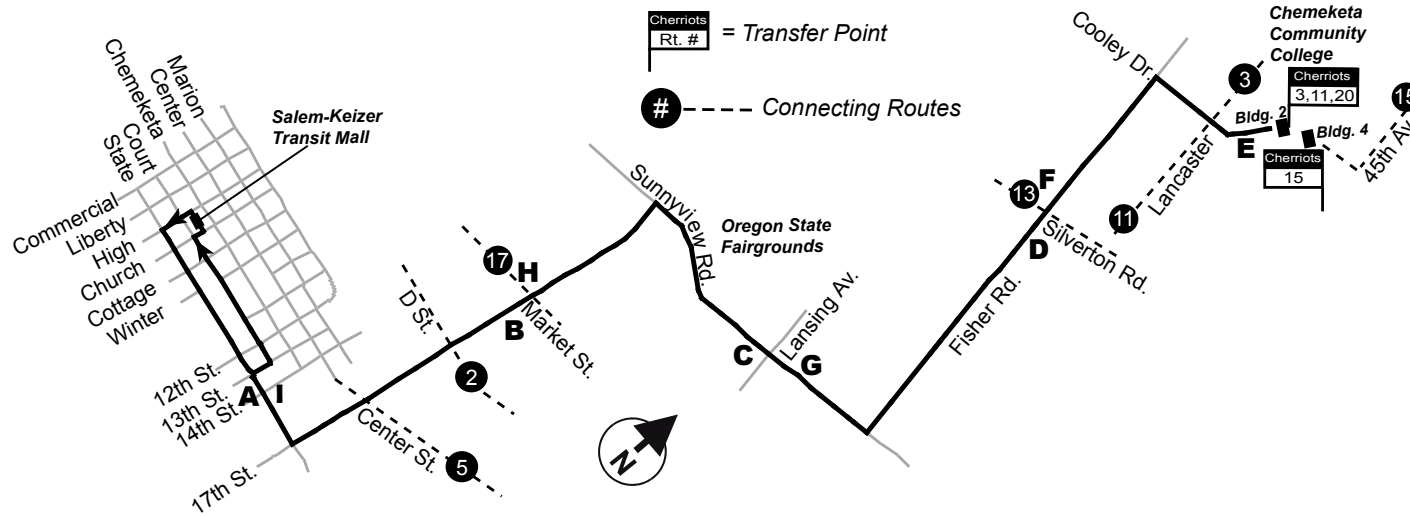 Cherriots
Rt. #
= Transfer Point
#
Connecting Routes
Chemeketa
Community
College
Cooley Dr.
3
Cherriots
3,11,20
Bldg. 2
Bldg. 4
15
45th Av.
E
Cherriots
15
Lancaster
11
F
13
Silverton Rd.
D
Fisher Rd.
Marion
Center
Chemeketa
Court
State
Salem-Keizer
Transit Mall
Commercial
Liberty
High
Church
Cottage
Winter
12th St.
13th St.
14th St.
17th St.
A
I
Sunnyview Rd.
Oregon State
Fairgrounds
17
H
B
Market St.
D St.
2
Center St.
5
C
Lansing Av.
G
N